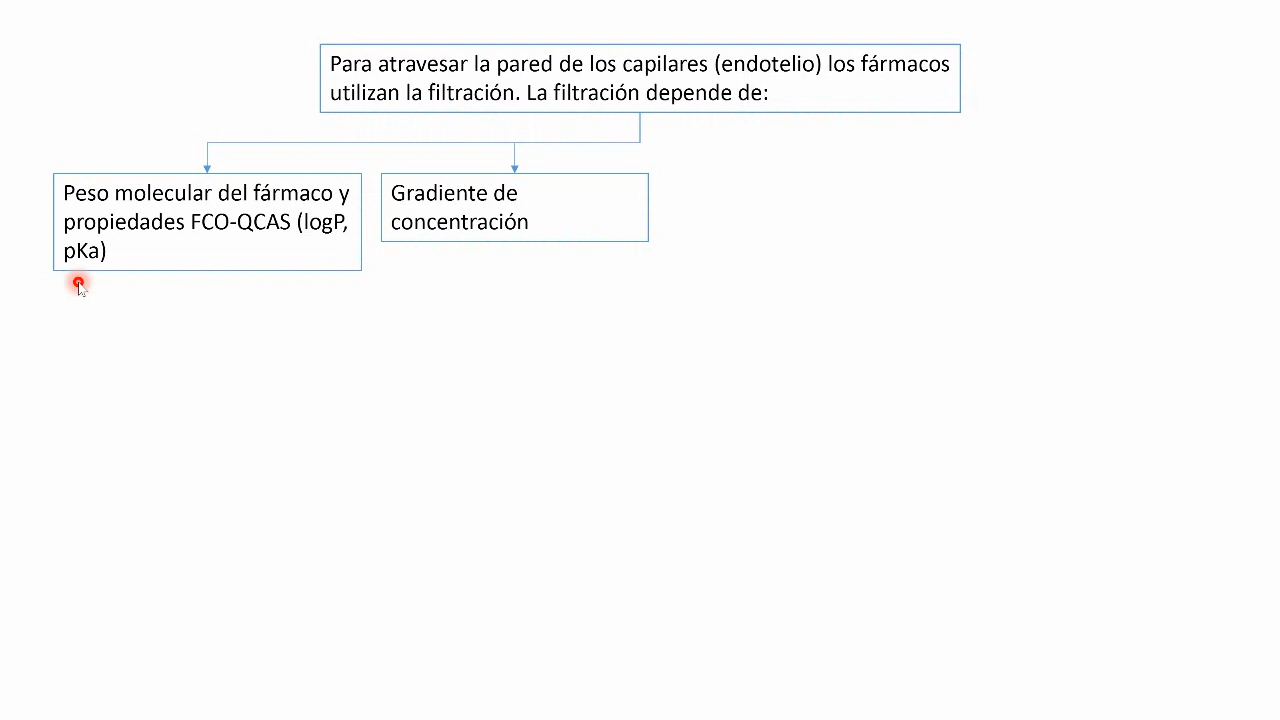 Para atravesar la pared de los capilares (endotelio) los fármacos
utilizan la filtración. La filtración depende de:
Peso molecular del fármaco y
propiedades FCO-QCAS (logP,
pKa)
Gradiente de
concentración